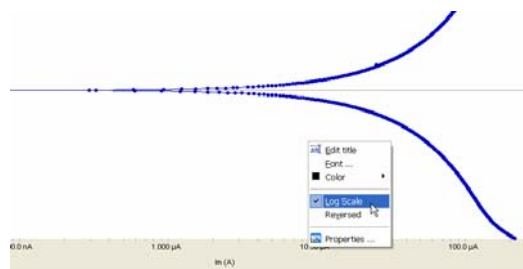 Edit title
Font ...
Color
Log Scale
Reversed
Properties ...
1.000 µA
100.0 µA
Im (A)